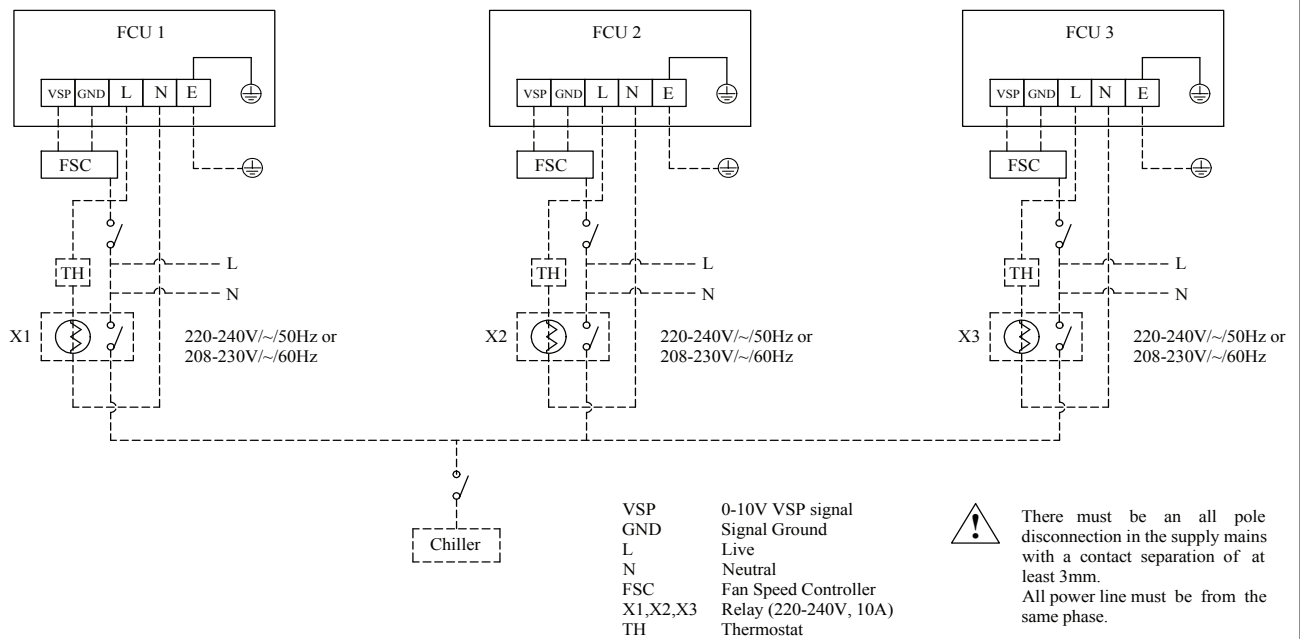 FCU 1
FCU 2
FCU 3
VSP GND L N E
VSP GND L N E
VSP GND L N E
FSC
FSC
FSC
TH
L
TH
L
TH
L
N
N
N
X1
220-240V/~/50Hz or
208-230V/~/60Hz
X2
220-240V/~/50Hz or
208-230V/~/60Hz
X3
220-240V/~/50Hz or
208-230V/~/60Hz
Chiller
VSP 0-10V VSP signal
GND Signal Ground
L Live
N Neutral
FSC Fan Speed Controller
X1,X2,X3 Relay (220-240V, 10A)
TH Thermostat
!
There must be an all pole
disconnection in the supply mains
with a contact separation of at
least 3mm.
All power line must be from the
same phase.